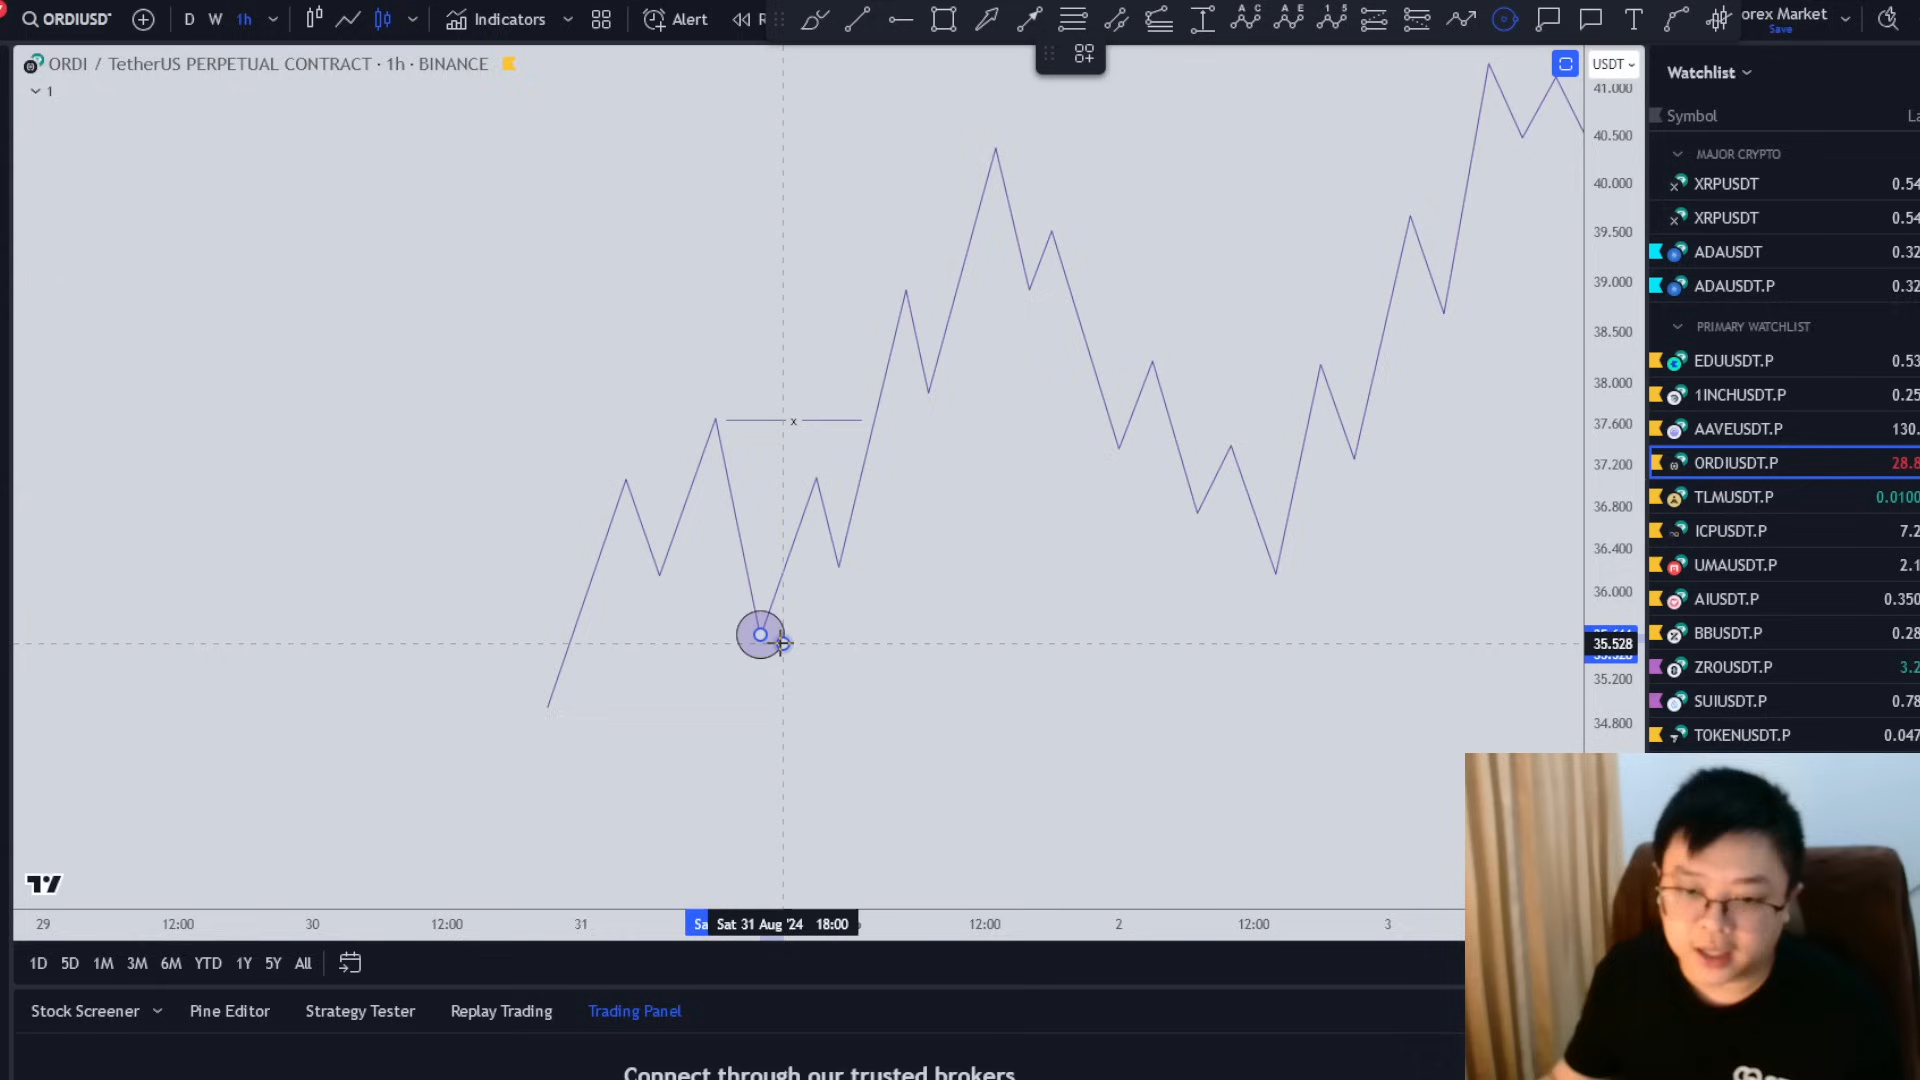 ORDIUSDT
D W 1h
Indicators
Alert
orex Market
Save
ORDI / TetherUS PERPETUAL CONTRACT · 1h · BINANCE
1
USDT
41.000
40.500
40.000
39.500
39.000
38.500
38.000
37.600
37.200
36.800
36.400
36.000
35.528
35.200
34.800
x
Watchlist
Symbol
MAJOR CRYPTO
XRPUSDT 0.54
XRPUSDT 0.54
ADAUSDT 0.32
ADAUSDT.P 0.32
PRIMARY WATCHLIST
EDUUSDT.P 0.53
1INCHUSDT.P 0.25
AAVEUSDT.P 130.
ORDIUSDT.P 28.8
TLMUSDT.P 0.0100
ICPUSDT.P 7.2
UMAUSDT.P 2.1
AIUSDT.P 0.350
BBUSDT.P 0.28
ZROUSDT.P 3.2
SUIUSDT.P 0.78
TOKENUSDT.P 0.047
29 12:00 30 12:00 31 Sa Sat 31 Aug '24 18:00 12:00 2 12:00 3
1D 5D 1M 3M 6M YTD 1Y 5Y All
Stock Screener Pine Editor Strategy Tester Replay Trading Trading Panel
Connect through our trusted brokers